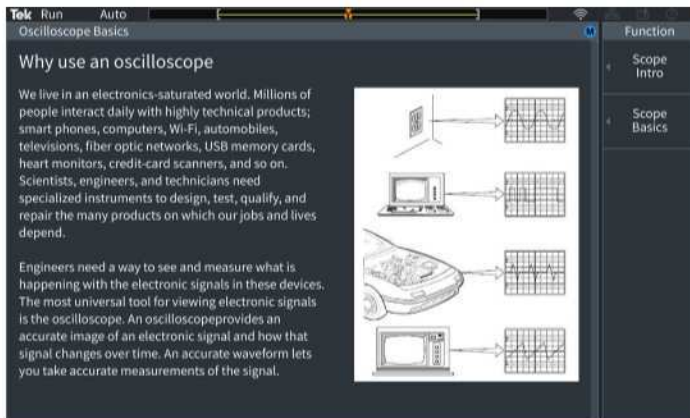 Tek Run Auto
Oscilloscope Basics
Function
Why use an oscilloscope
We live in an electronics-saturated world. Millions of
people interact daily with highly technical products;
smart phones, computers, Wi-Fi, automobiles,
televisions, fiber optic networks, USB memory cards,
heart monitors, credit-card scanners, and so on.
Scientists, engineers, and technicians need
specialized instruments to design, test, qualify, and
repair the many products on which our jobs and lives
depend.
Engineers need a way to see and measure what is
happening with the electronic signals in these devices.
The most universal tool for viewing electronic signals
is the oscilloscope. An oscilloscopeprovides an
accurate image of an electronic signal and how that
signal changes over time. An accurate waveform lets
you take accurate measurements of the signal.
Scope
Intro
Scope
Basics